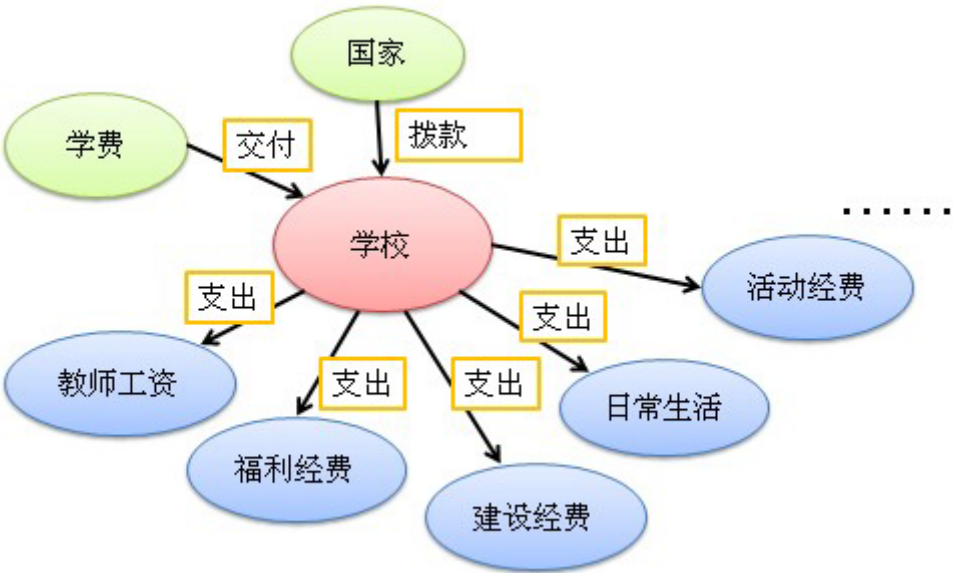 国家
学费
交付
拨款
学校
......
支出
活动经费
支出
支出
教师工资
支出
支出
日常生活
福利经费
建设经费